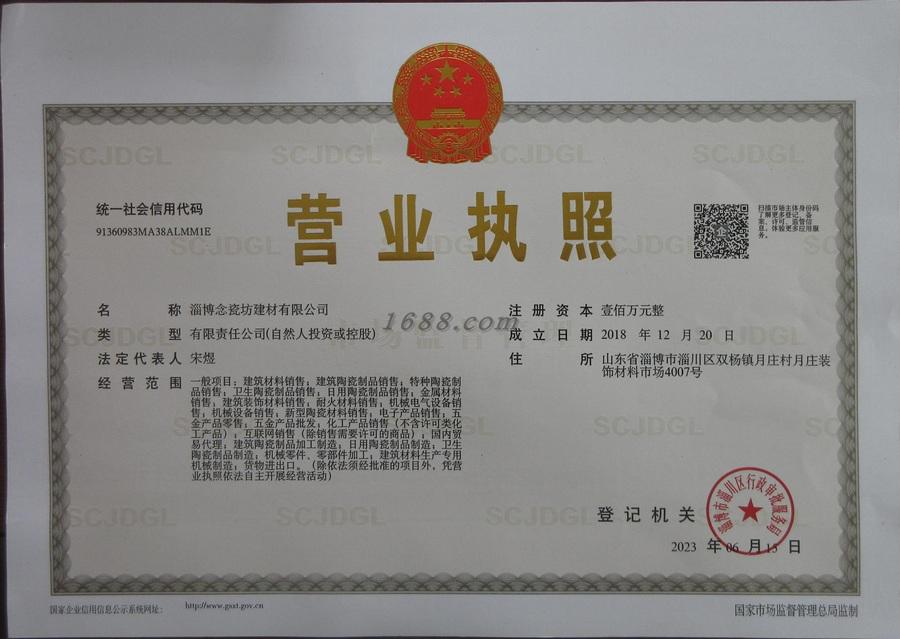 营业执照
统一社会信用代码
91360983MA38ALMM1E
扫描市场主体身份码
了解更多登记、备
案、许可、监管信
息，体验更多应用服
务。
名 称 淄博念瓷坊建材有限公司
类 型 有限责任公司(自然人投资或控股)
法定代表人 宋煜
经营范围 一般项目：建筑材料销售；建筑陶瓷制品销售；特种陶瓷制
品销售；卫生陶瓷制品销售；日用陶瓷制品销售；金属材料
销售；建筑装饰材料销售；耐火材料销售；机械电气设备销
售；机械设备销售；新型陶瓷材料销售；电子产品销售；五
金产品零售；五金产品批发；化工产品销售（不含许可类化
工产品）；互联网销售（除销售需要许可的商品）；国内贸
易代理；建筑陶瓷制品加工制造；日用陶瓷制品制造；卫生
陶瓷制品制造；机械零件、零部件加工；建筑材料生产专用
机械制造；货物进出口。（除依法须经批准的项目外，凭营
业执照依法自主开展经营活动）
注册资本 壹佰万元整
成立日期 2018 年 12 月 20 日
住 所 山东省淄博市淄川区双杨镇月庄村月庄装
饰材料市场4007号
1688.com
登记机关
淄博市淄川区行政审批服务局
2023 年 06 月 15 日
国家企业信用信息公示系统网址：
http://www.gsxt.gov.cn
国家市场监督管理总局监制
SCJDGL